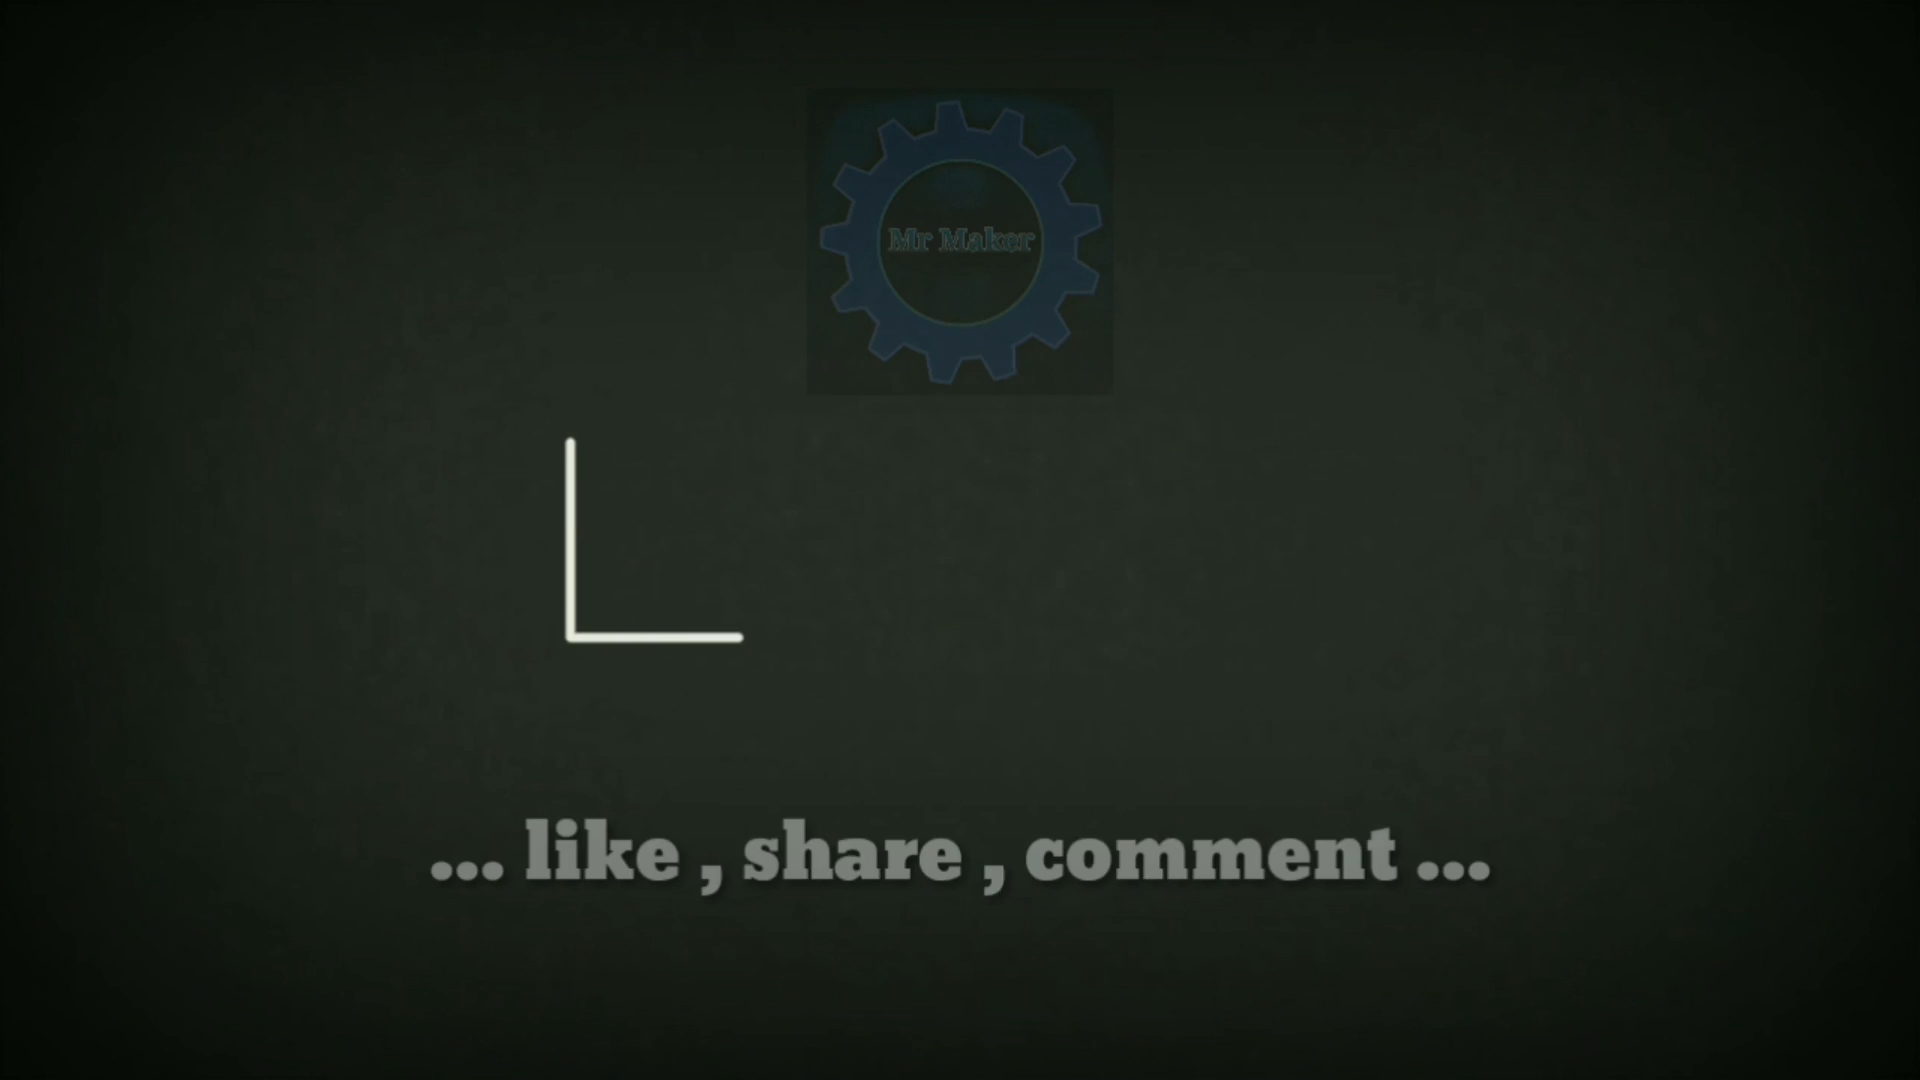 Mr Maker
... like , share , comment ...